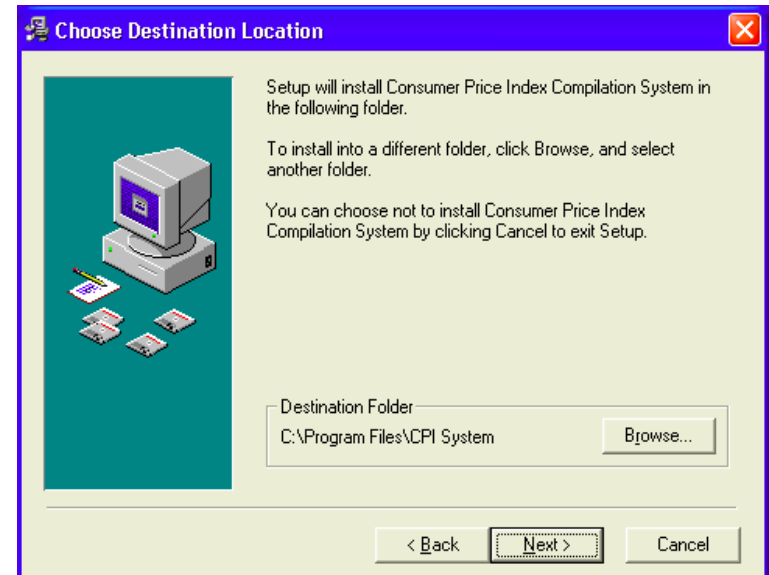 Choose Destination Location
Setup will install Consumer Price Index Compilation System in
the following folder.
To install into a different folder, click Browse, and select
another folder.
You can choose not to install Consumer Price Index
Compilation System by clicking Cancel to exit Setup.
Destination Folder
C:\Program Files\CPI System
Browse...
< Back
Next >
Cancel